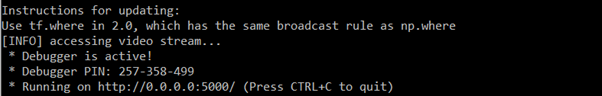 Instructions for updating:
Use tf.where in 2.0, which has the same broadcast rule as np.where
[INFO] accessing video stream...
* Debugger is active!
* Debugger PIN: 257-358-499
* Running on http://0.0.0.0:5000/ (Press CTRL+C to quit)